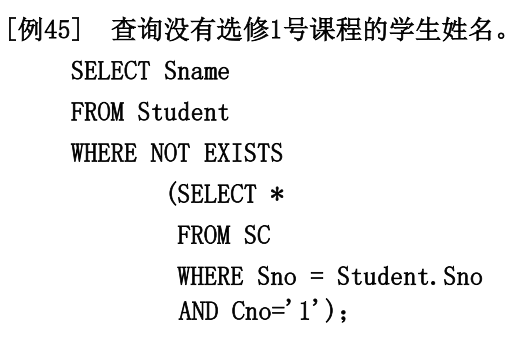 [例45] 查询没有选修1号课程的学生姓名。
SELECT Sname
FROM Student
WHERE NOT EXISTS
(SELECT *
FROM SC
WHERE Sno = Student.Sno
AND Cno='1');